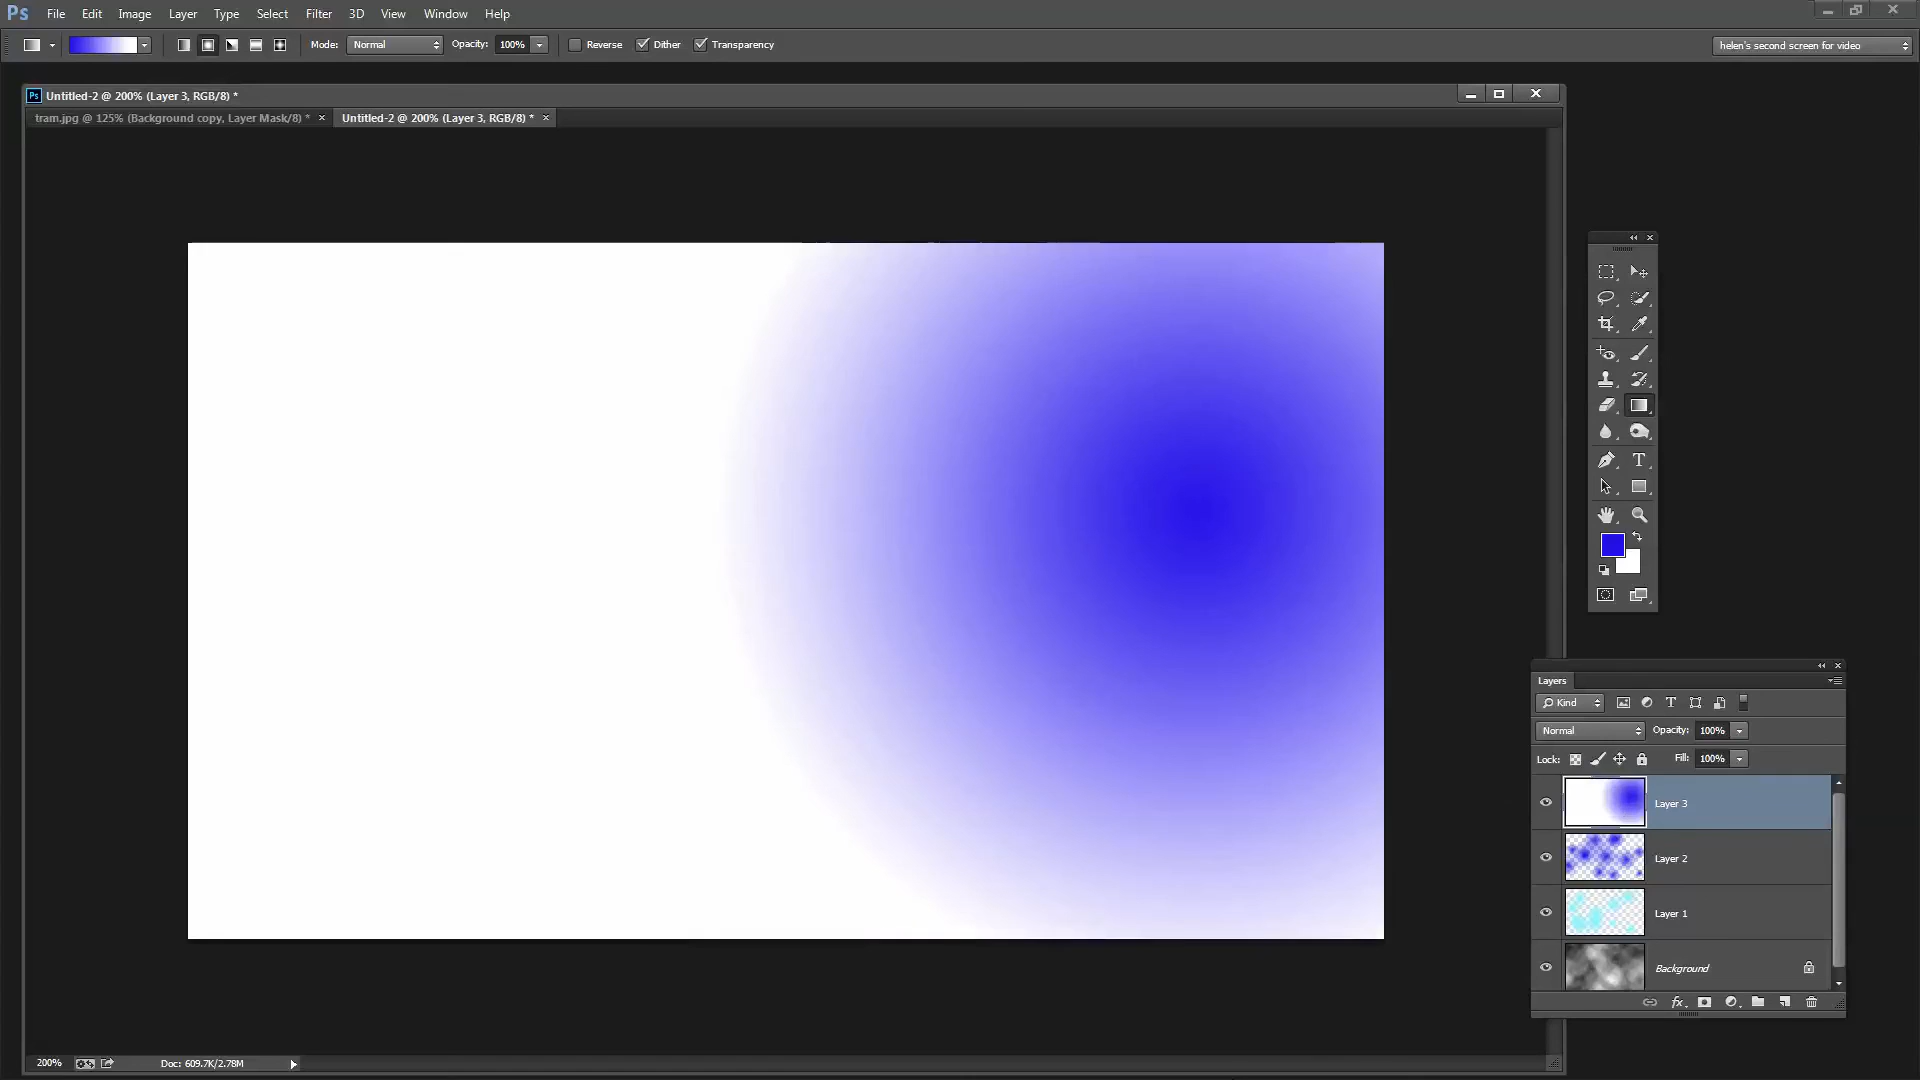 Ps File Edit Image Layer Type Select Filter 3D View Window Help
Mode: Normal Opacity: 100% Reverse Dither Transparency helen's second screen for video
Ps Untitled-2 @ 200% (Layer 3, RGB/8) *
tram.jpg @ 125% (Background copy, Layer Mask/8) * × Untitled-2 @ 200% (Layer 3, RGB/8) * ×
T
Layers
Kind T
Normal Opacity: 100%
Lock: Fill: 100%
Layer 3
Layer 2
Layer 1
Background
fx
200% Doc: 609.7K/2.78M